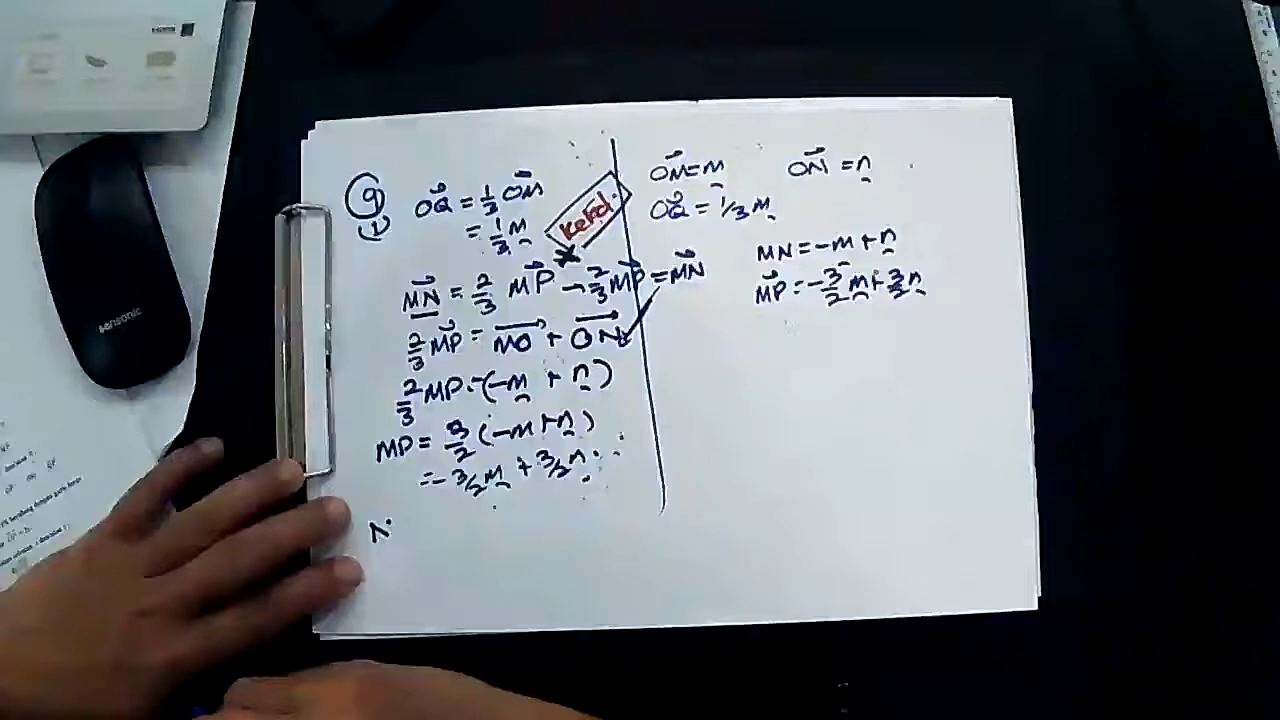 9
i)
OQ = 1/3 OM
= 1/3 m
Kefd.
MN = 2/3 MP → 2/3 MP = MN
2/3 MP = MO + ON
2/3 MP = (-m + n)
MP = 3/2 (-m + n)
= -3/2 m + 3/2 n
N
OM = m
ON = n
OQ = 1/3 m
MN = -m + n
MP = -3/2 m + 3/2 n
sensonic